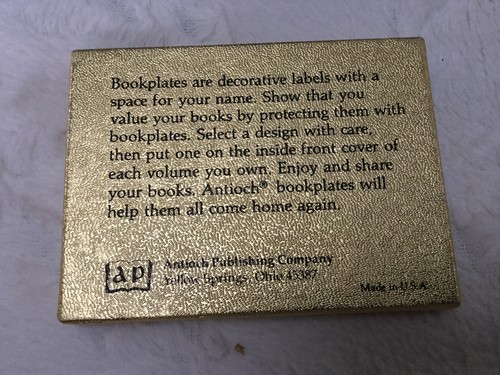 Bookplates are decorative labels with a
space for your name. Show that you
value your books by protecting them with
bookplates. Select a design with care,
then put one on the inside front cover of
each volume you own. Enjoy and share
your books. Antioch® bookplates will
help them all come home again.
ap
Antioch Publishing Company
Yellow Springs, Ohio 45387
Made in U.S.A.